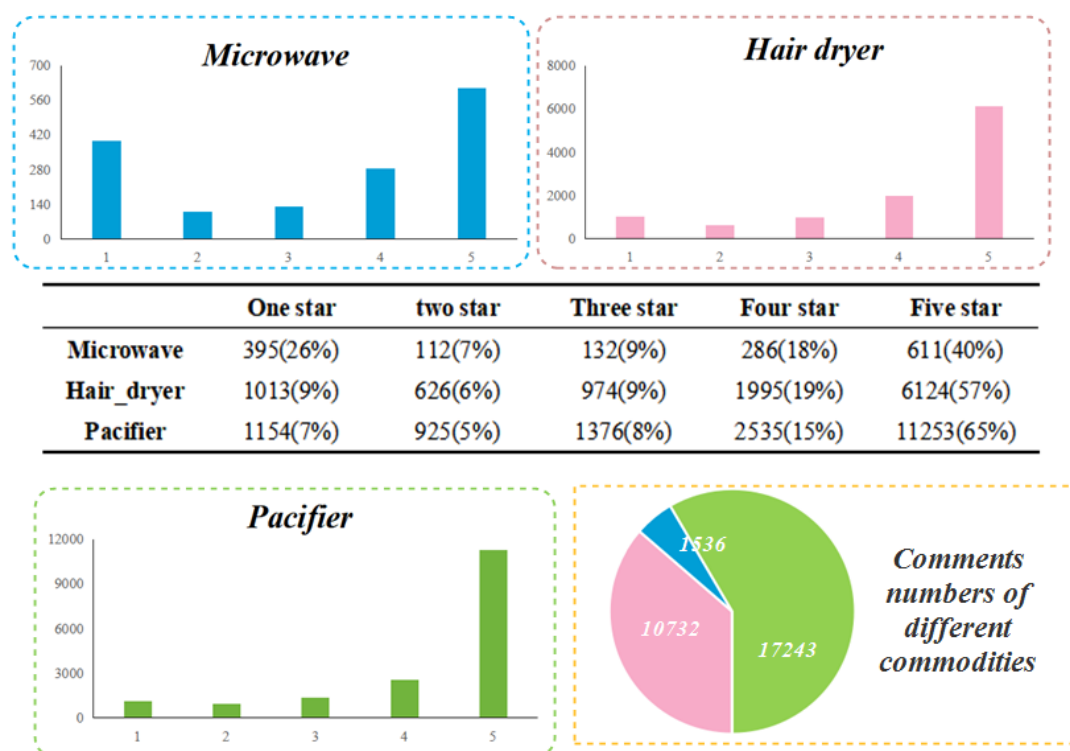 Microwave
700
560
420
280
140
0
1 2 3 4 5
Hair dryer
8000
6000
4000
2000
0
1 2 3 4 5
One star two star Three star Four star Five star
Microwave 395(26%) 112(7%) 132(9%) 286(18%) 611(40%)
Hair_dryer 1013(9%) 626(6%) 974(9%) 1995(19%) 6124(57%)
Pacifier 1154(7%) 925(5%) 1376(8%) 2535(15%) 11253(65%)
Pacifier
12000
9000
6000
3000
0
1 2 3 4 5
1536
10732
17243
Comments
numbers of
different
commodities